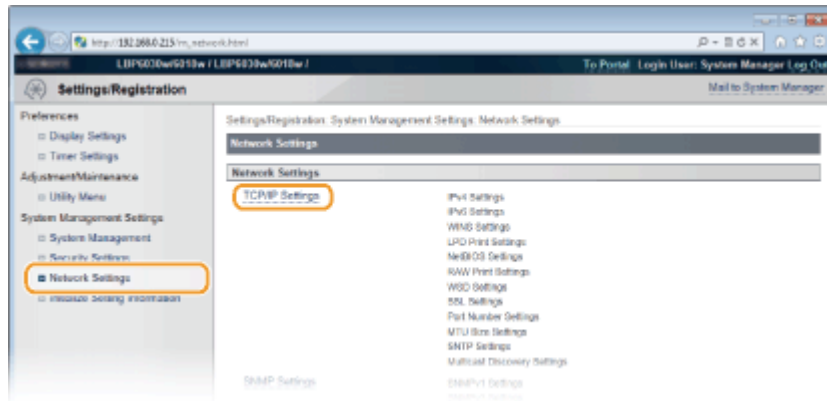 http://192.168.0.215/m_network.html
LBP6030w/6018w / LBP6030w/6018w /
To Portal Login User: System Manager Log Out
Settings/Registration
Mail to System Manager
Preferences
Display Settings
Timer Settings
Adjustment/Maintenance
Utility Menu
System Management Settings
System Management
Security Settings
Network Settings
Initialize Setting Information
Settings/Registration: System Management Settings: Network Settings
Network Settings
Network Settings
TCP/IP Settings
IPv4 Settings
IPv6 Settings
WINS Settings
LPD Print Settings
NetBIOS Settings
RAW Print Settings
WSD Settings
SSL Settings
Port Number Settings
MTU Size Settings
SNTP Settings
Multicast Discovery Settings
SNMP Settings
SNMPv1 Settings